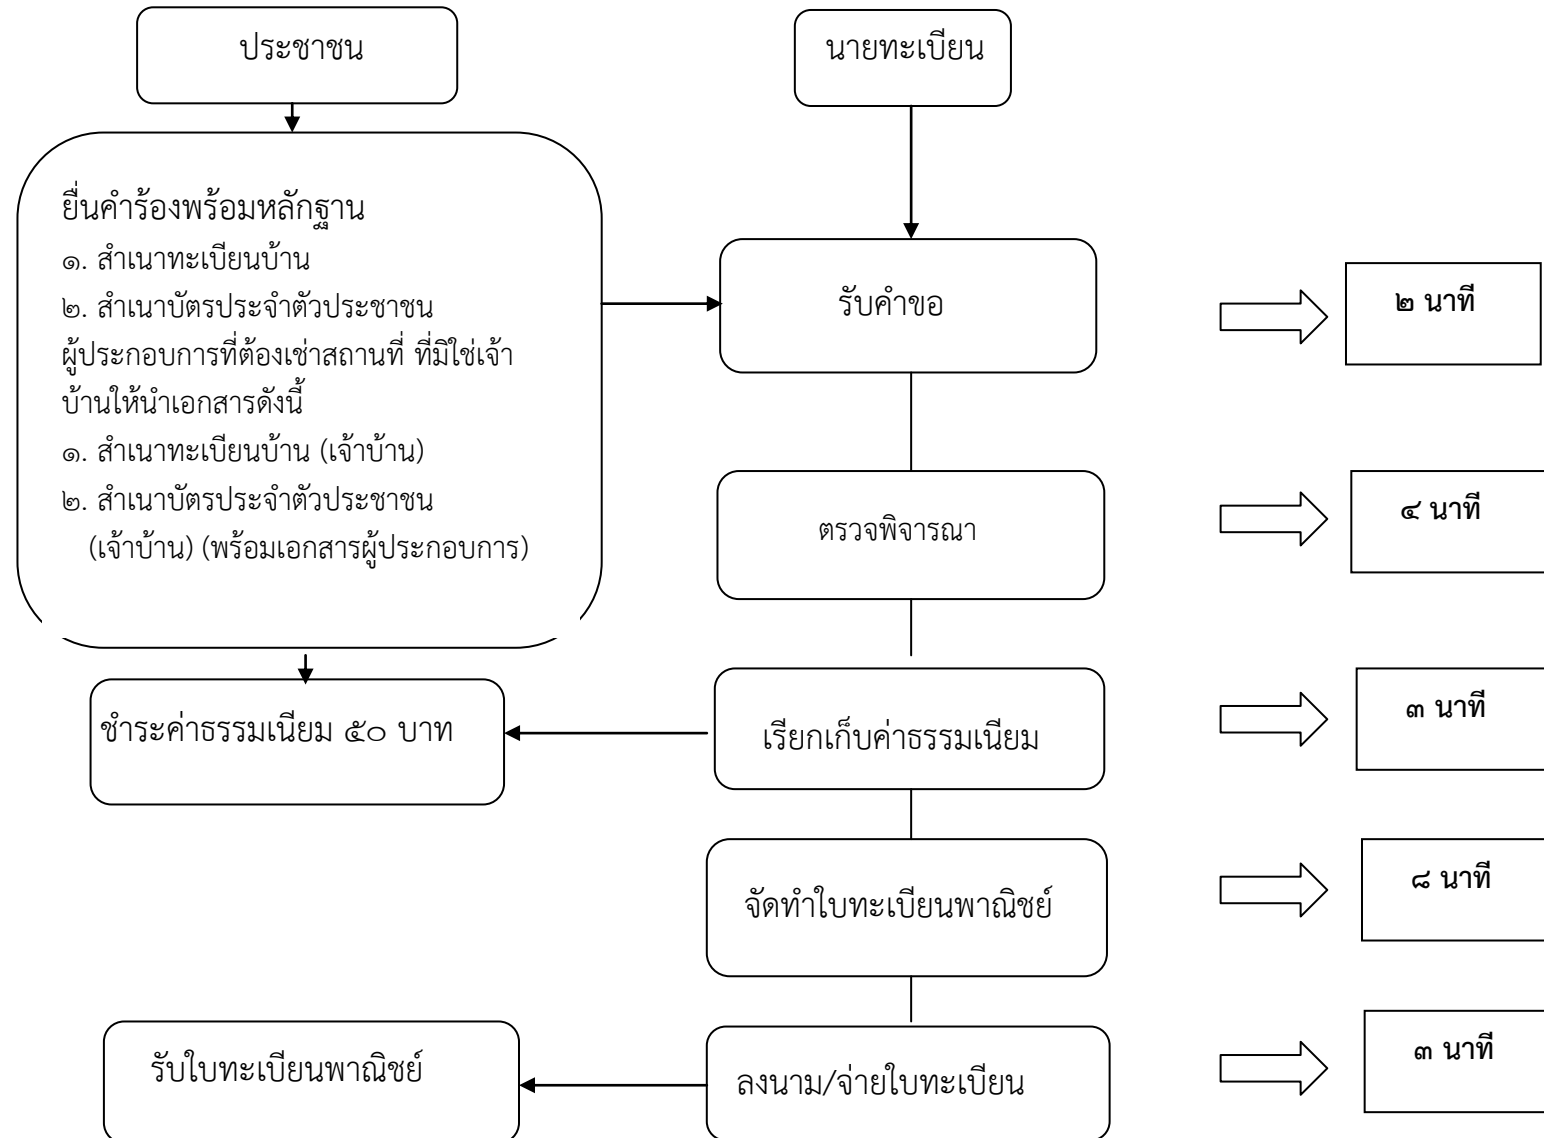 ประชาชน
นายทะเบียน
ยื่นคำร้องพร้อมหลักฐาน
๑. สำเนาทะเบียนบ้าน
๒. สำเนาบัตรประจำตัวประชาชน
ผู้ประกอบการที่ต้องเช่าสถานที่ ที่มิใช่เจ้า
บ้านให้นำเอกสารดังนี้
๑. สำเนาทะเบียนบ้าน (เจ้าบ้าน)
๒. สำเนาบัตรประจำตัวประชาชน
(เจ้าบ้าน) (พร้อมเอกสารผู้ประกอบการ)
รับคำขอ
๒ นาที
ตรวจพิจารณา
๔ นาที
ชำระค่าธรรมเนียม ๕๐ บาท
เรียกเก็บค่าธรรมเนียม
๓ นาที
จัดทำใบทะเบียนพาณิชย์
๘ นาที
รับใบทะเบียนพาณิชย์
ลงนาม/จ่ายใบทะเบียน
๓ นาที